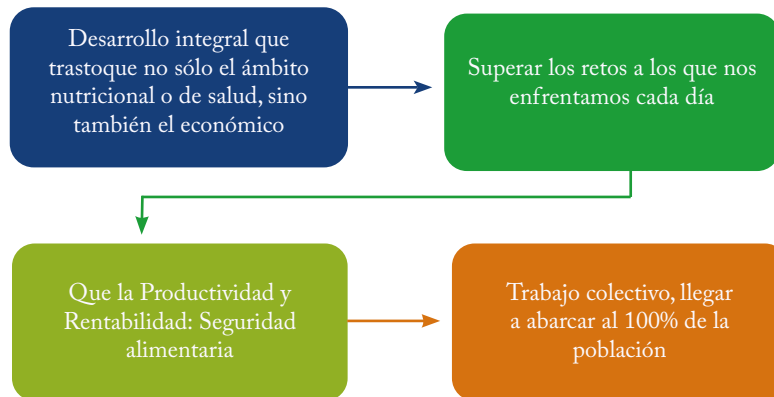 Desarrollo integral que
trastoque no sólo el ámbito
nutricional o de salud, sino
también el económico
Superar los retos a los que nos
enfrentamos cada día
Que la Productividad y
Rentabilidad: Seguridad
alimentaria
Trabajo colectivo, llegar
a abarcar al 100% de la
población